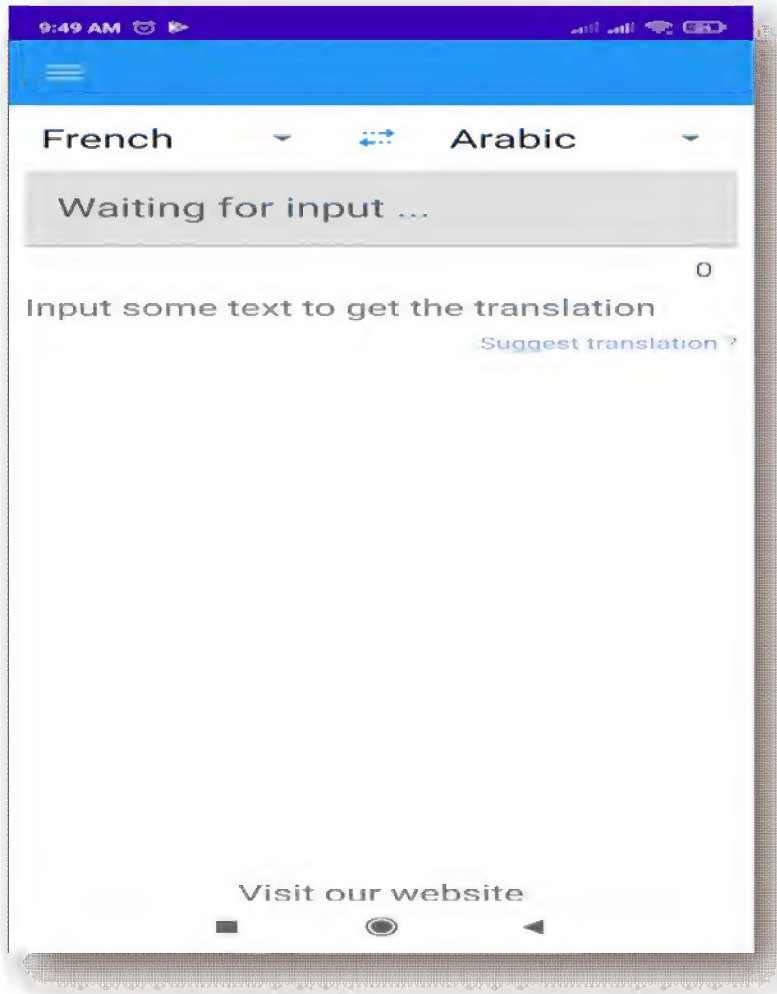 9:49 AM
French Arabic
Waiting for input ...
0
Input some text to get the translation
Suggest translation ?
Visit our website